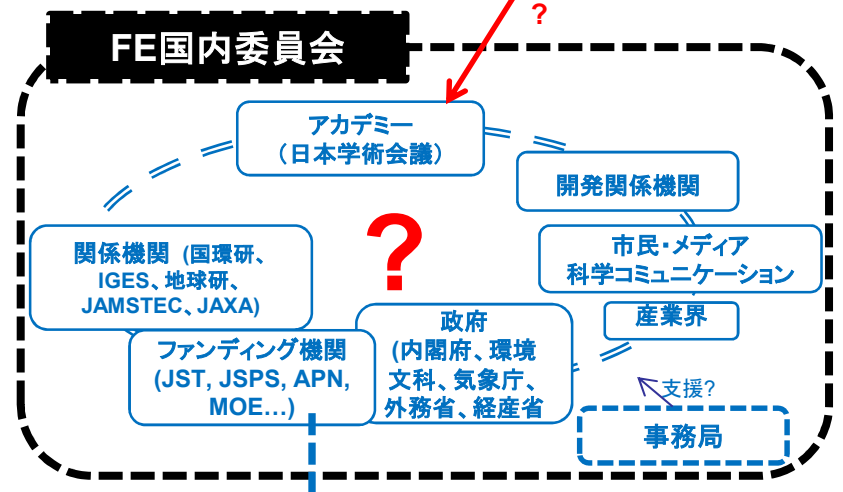 ?
FE国内委員会
アカデミー
（日本学術会議）
開発関係機関
?
関係機関 (国環研、
IGES、地球研、
JAMSTEC、JAXA)
市民・メディア
科学コミュニケーション
産業界
政府
(内閣府、環境
文科、気象庁、
外務省、経産省
ファンディング機関
(JST, JSPS, APN,
MOE…)
支援?
事務局